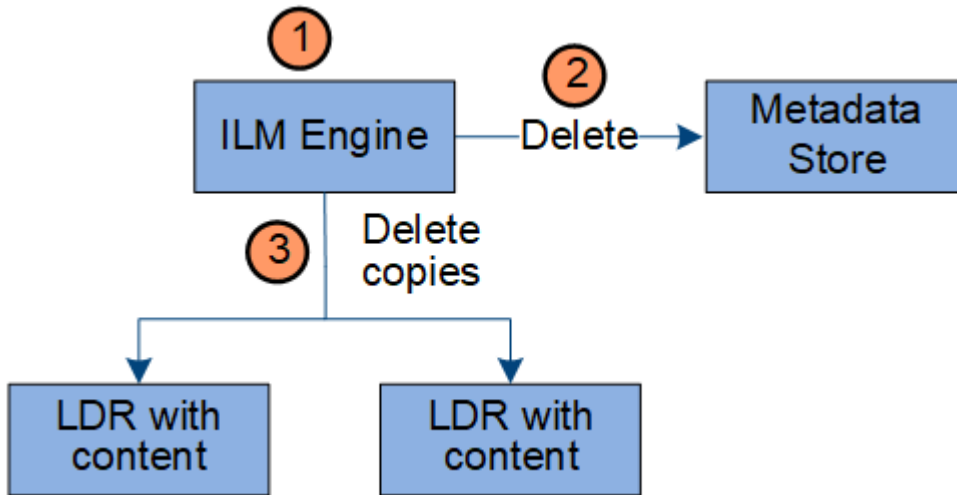 1
2
ILM Engine
Delete
Metadata
Store
3
Delete
copies
LDR with
content
LDR with
content